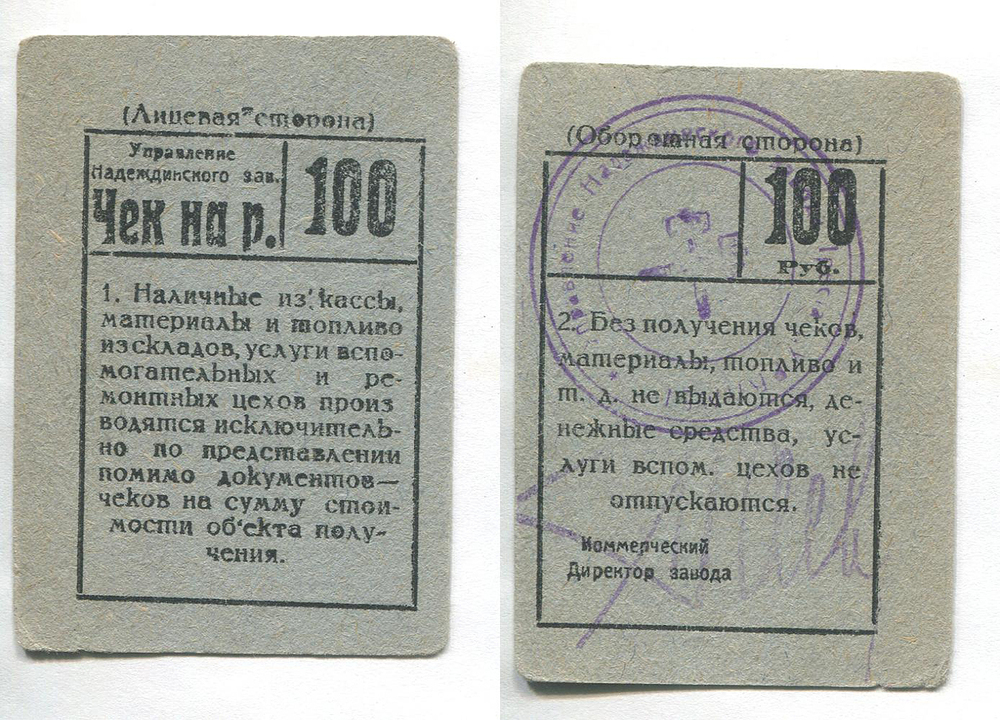 (Лицевая сторона)
Управление
Надеждинского зав.
Чек на р.
100
1. Наличные из кассы,
материалы и топливо
из складов, услуги вспо-
могательных и ре-
монтных цехов произ
водятся исключитель-
но по представлении
помимо документов—
чеков на сумму стои-
мости об'екта полу-
чения.
(Оборотная сторона)
100
Руб.
2. Без получения чеков,
материалы, топливо и
т. д. не выдаются, де-
нежные средства, ус-
луги вспом. цехов не
отпускаются.
Коммерческий
Директор завода